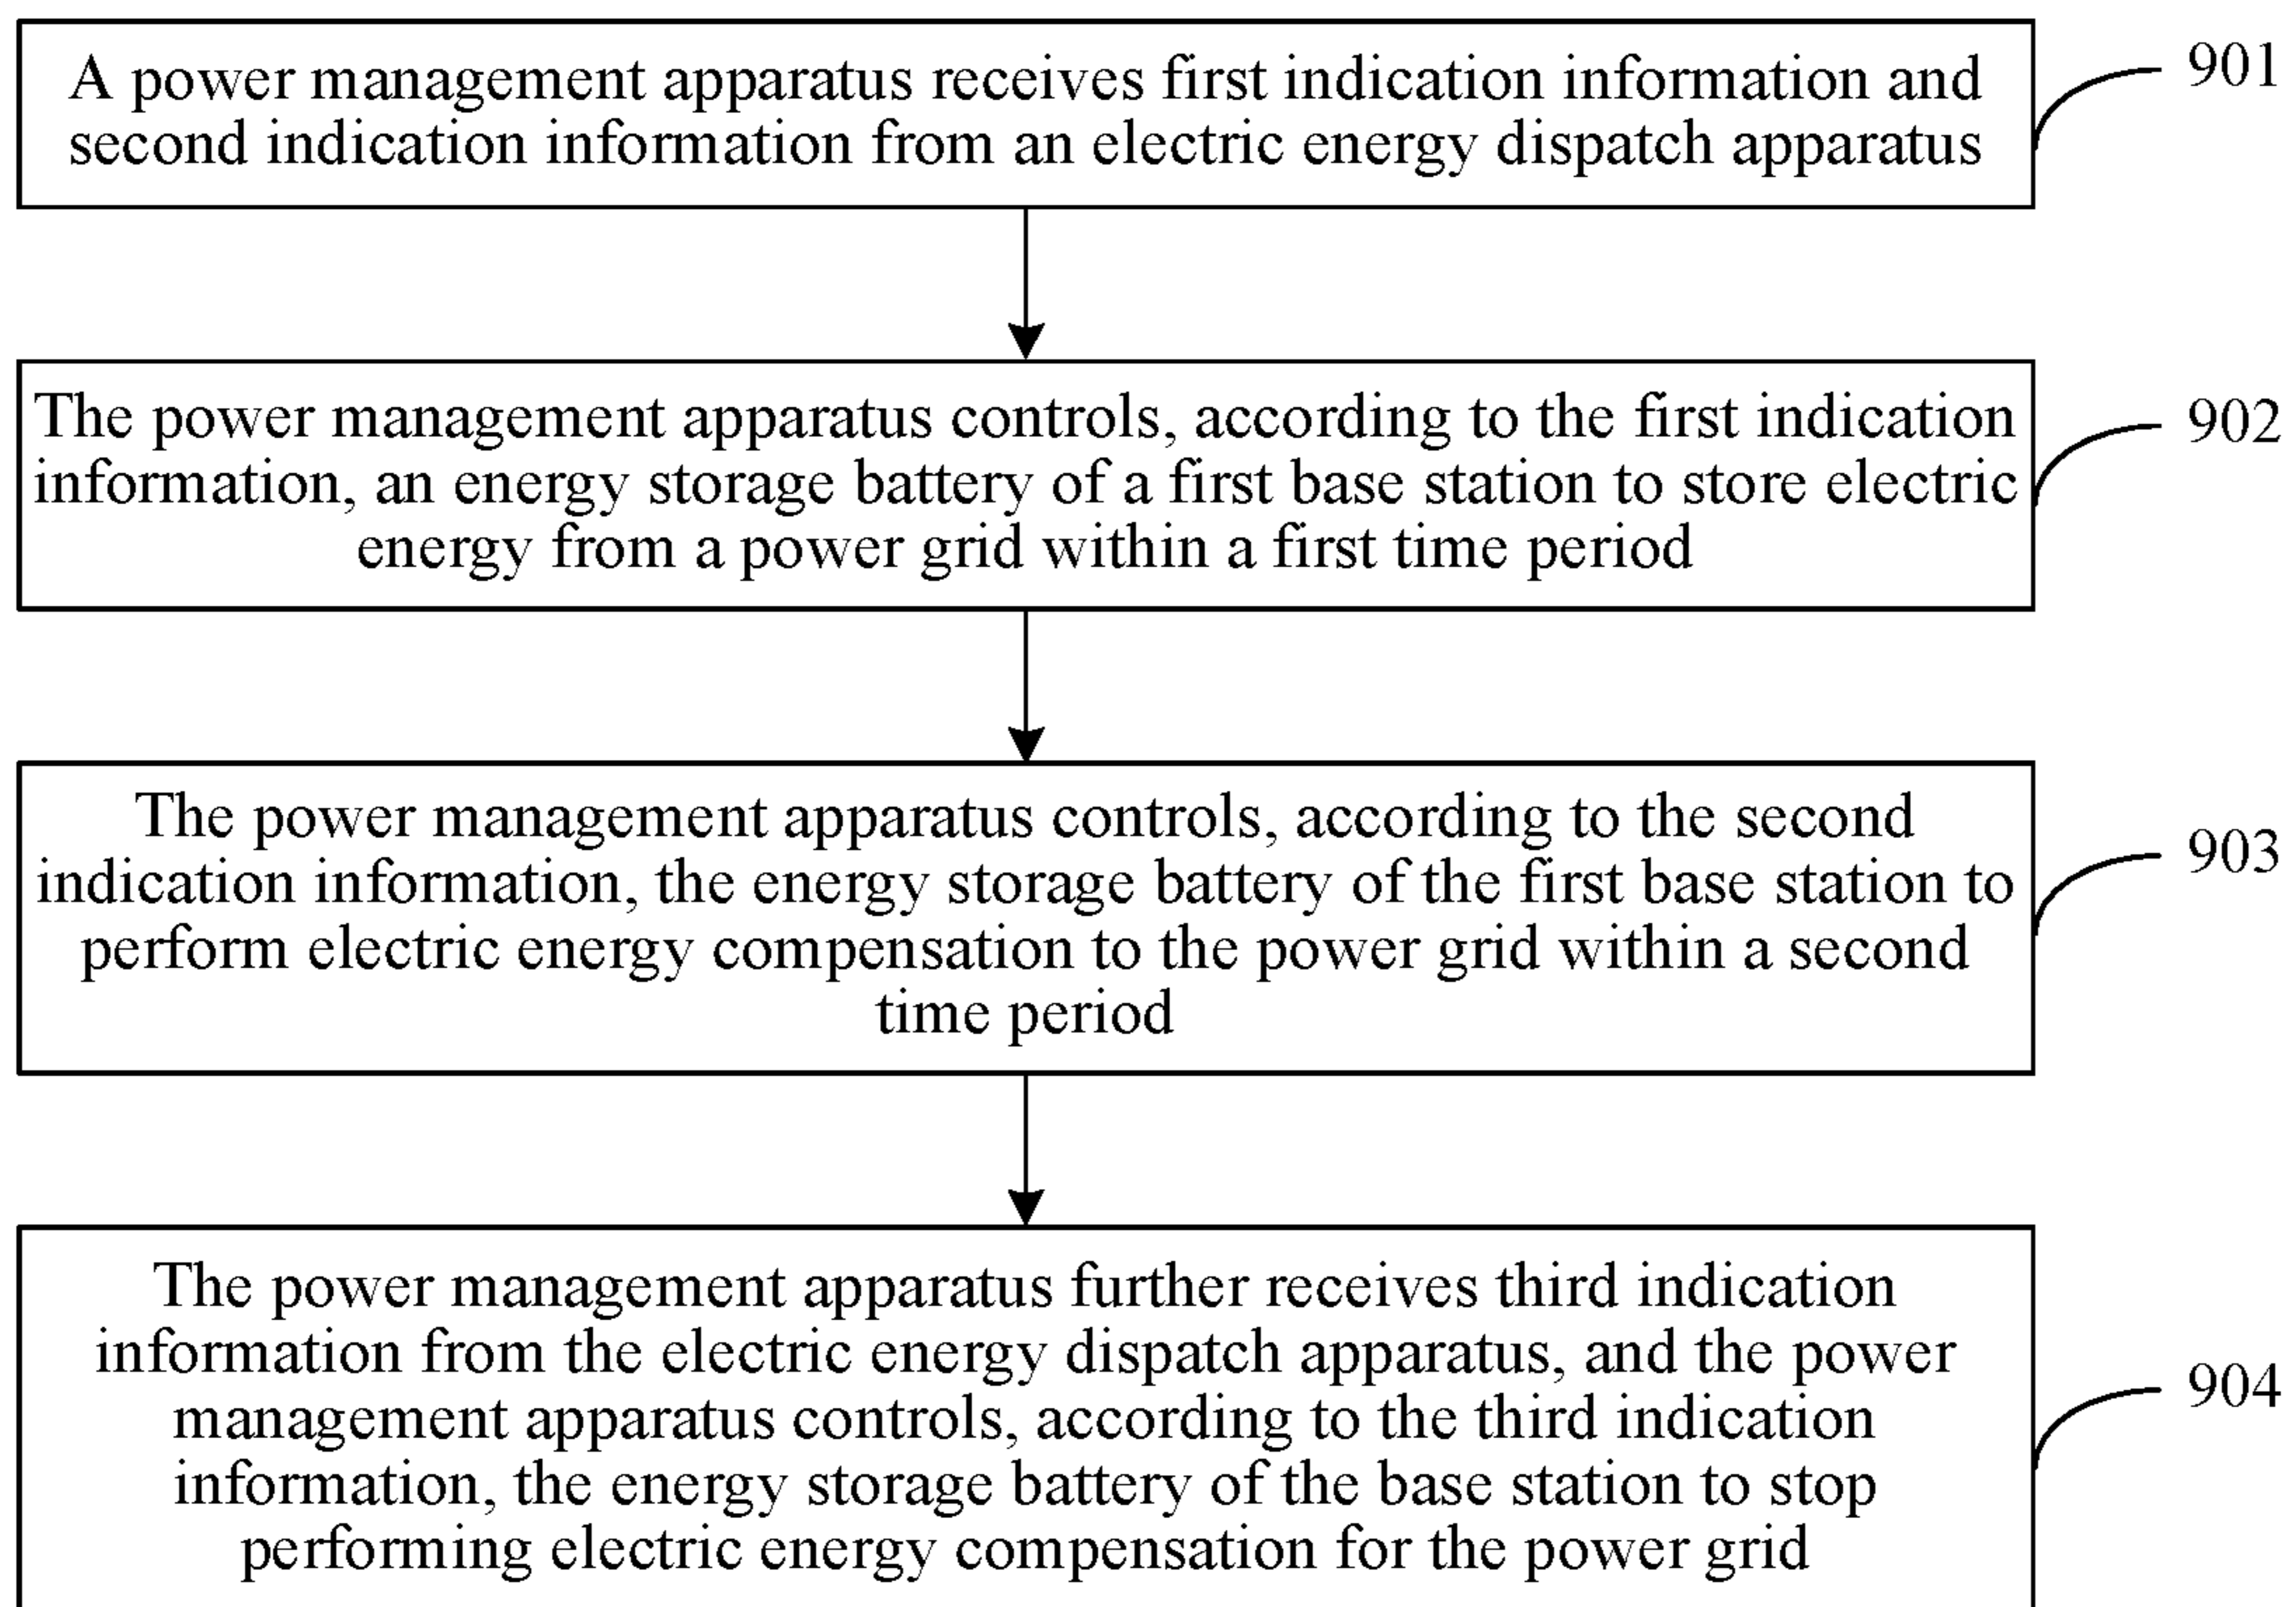 A power management apparatus receives first indication information and
second indication information from an electric energy dispatch apparatus
901
The power management apparatus controls, according to the first indication
information, an energy storage battery of a first base station to store electric
energy from a power grid within a first time period
902
The power management apparatus controls, according to the second
indication information, the energy storage battery of the first base station to
perform electric energy compensation to the power grid within a second
time period
903
The power management apparatus further receives third indication
information from the electric energy dispatch apparatus, and the power
management apparatus controls, according to the third indication
information, the energy storage battery of the base station to stop
performing electric energy compensation for the power grid
904